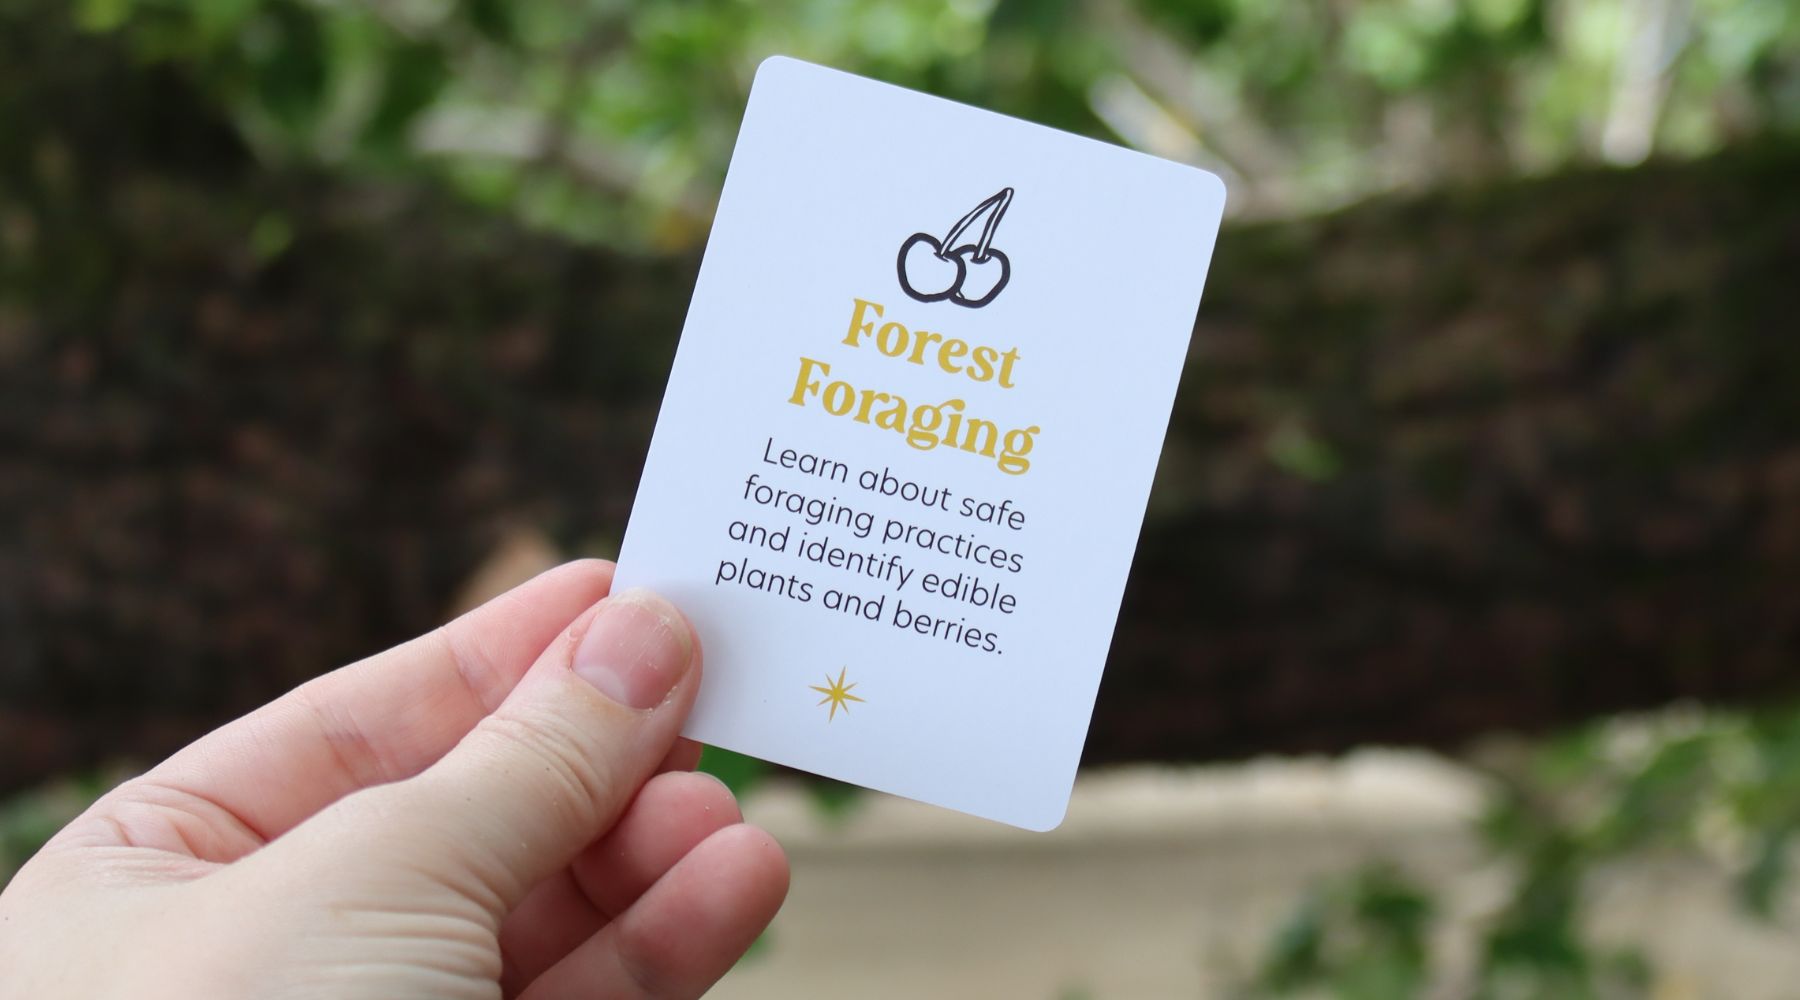 Forest
Foraging
Learn about safe
foraging practices
and identify edible
plants and berries.